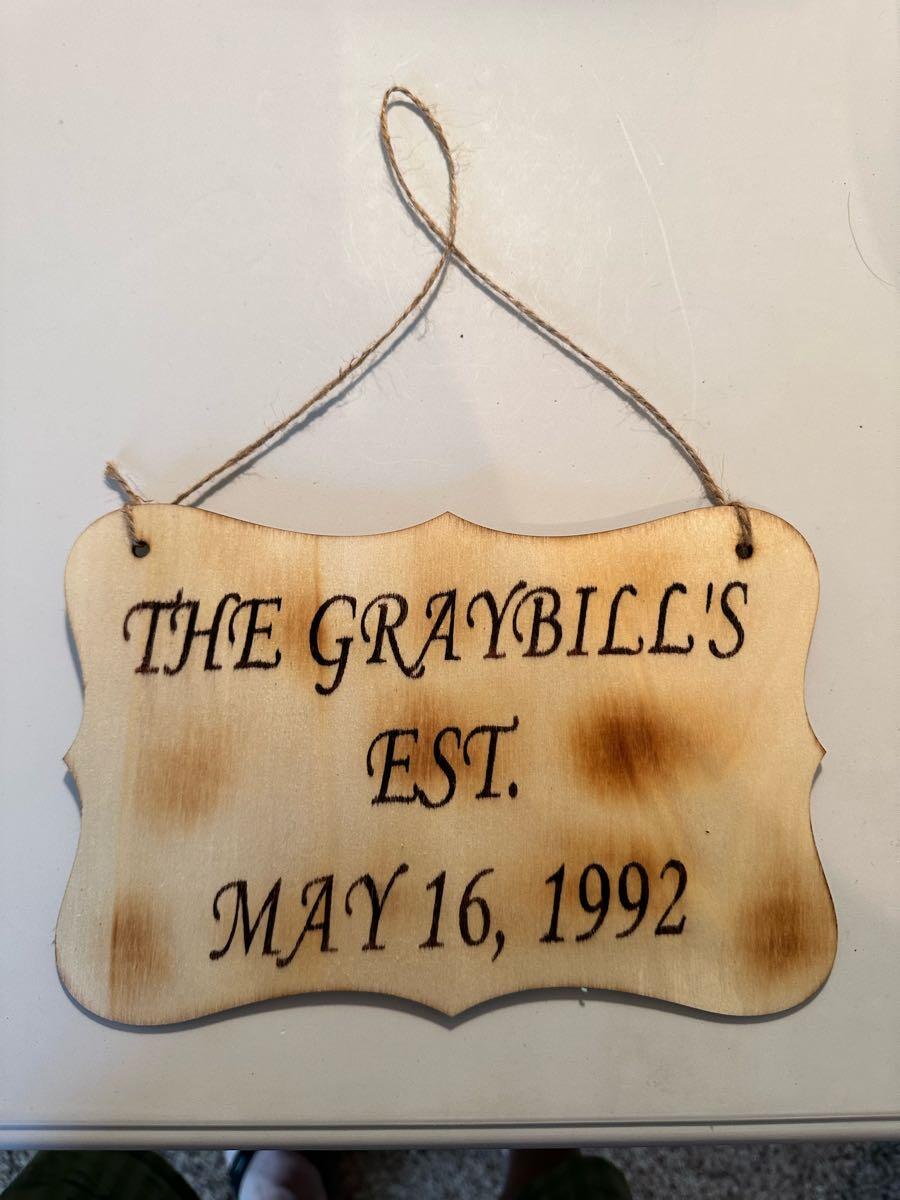 THE GRAYBILL'S
EST.
MAY 16, 1992